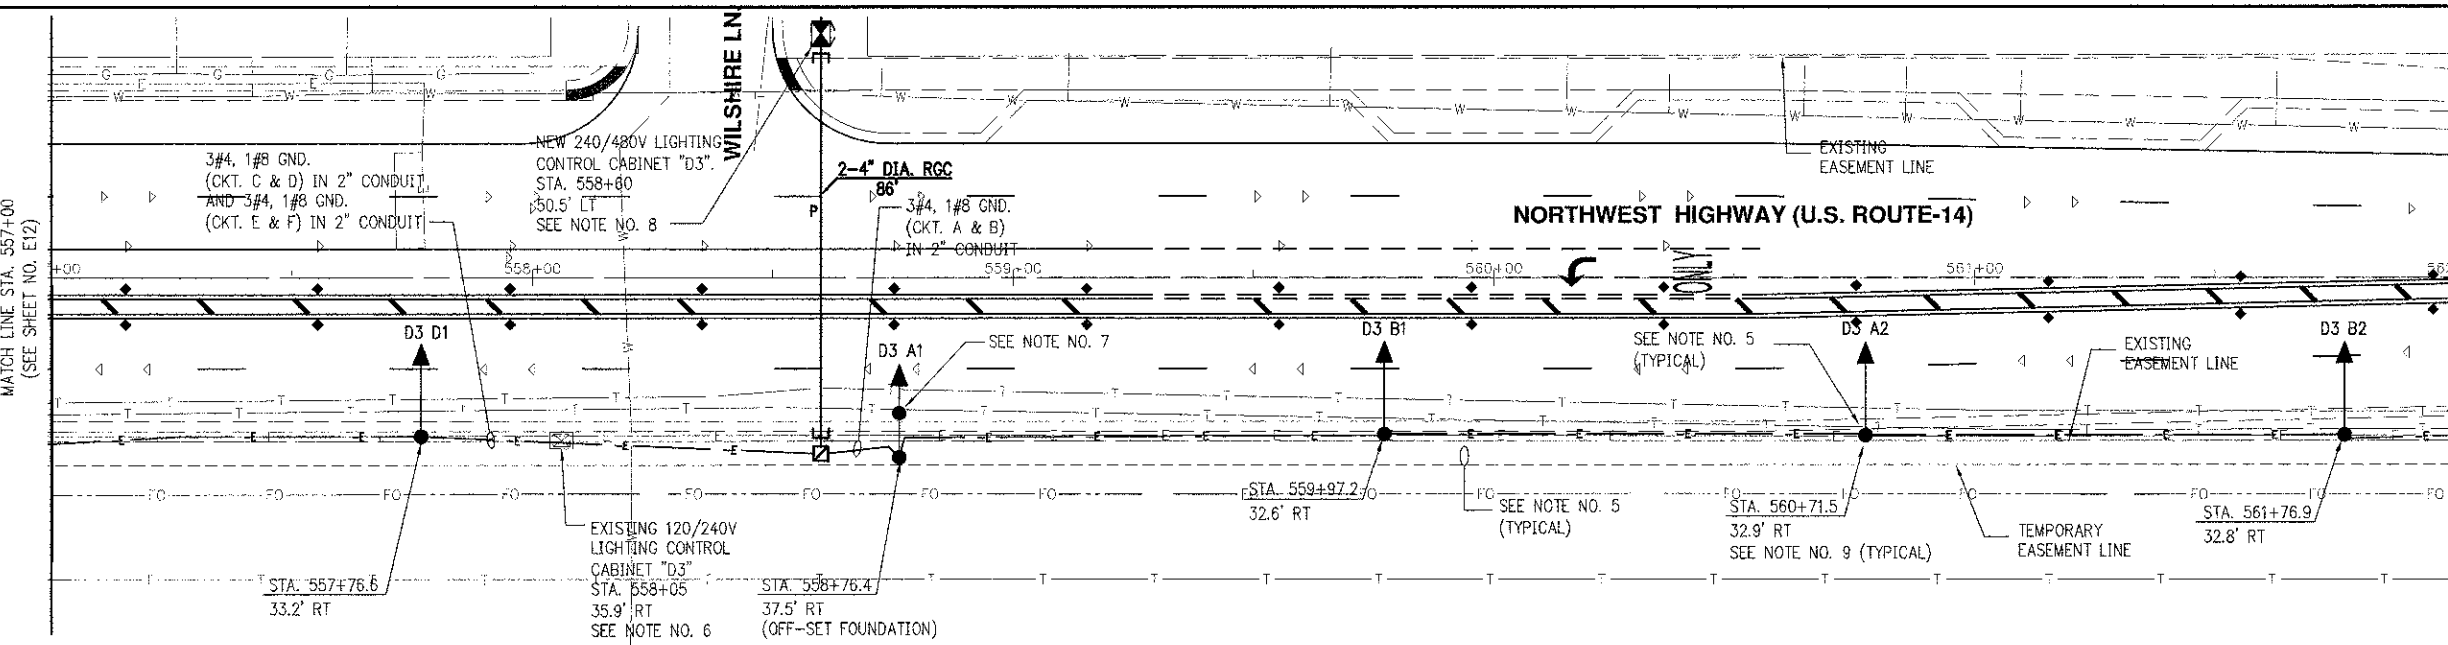 MATCH LINE STA. 557+00
(SEE SHEET NO. E12)
WILSHIRE LN.
3#4, 1#8 GND.
(CKT. C & D) IN 2" CONDUIT
AND 3#4, 1#8 GND.
(CKT. E & F) IN 2" CONDUIT
NEW 240/480V LIGHTING
CONTROL CABINET "D3".
STA. 558+60
50.5' LT
SEE NOTE NO. 8
2-4" DIA. RGC
86'
P
3#4, 1#8 GND.
(CKT. A & B)
IN 2" CONDUIT
EXISTING
EASEMENT LINE
NORTHWEST HIGHWAY (U.S. ROUTE-14)
+00
558+00
559+00
560+00
561+00
ONLY
D3 D1
D3 A1
SEE NOTE NO. 7
D3 B1
SEE NOTE NO. 5
(TYPICAL)
D3 A2
EXISTING
EASEMENT LINE
D3 B2
STA. 557+76.6
33.2' RT
EXISTING 120/240V
LIGHTING CONTROL
CABINET "D3"
STA. 558+05
35.9' RT
SEE NOTE NO. 6
STA. 558+76.4
37.5' RT
(OFF-SET FOUNDATION)
STA. 559+97.2
32.6' RT
SEE NOTE NO. 5
(TYPICAL)
STA. 560+71.5
32.9' RT
SEE NOTE NO. 9 (TYPICAL)
TEMPORARY
EASEMENT LINE
STA. 561+76.9
32.8' RT